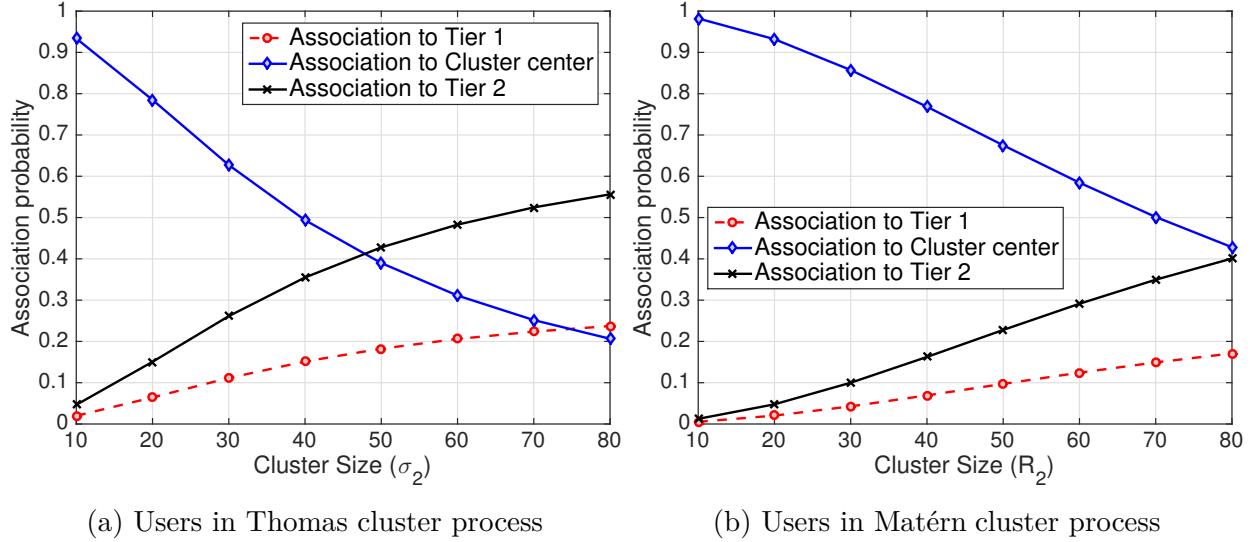 1
0.9
0.8
0.7
0.6
0.5
0.4
0.3
0.2
0.1
0
Association probability
Association to Tier 1
Association to Cluster center
Association to Tier 2
10 20 30 40 50 60 70 80
Cluster Size (σ₂)
(a) Users in Thomas cluster process
1
0.9
0.8
0.7
0.6
0.5
0.4
0.3
0.2
0.1
0
Association probability
Association to Tier 1
Association to Cluster center
Association to Tier 2
10 20 30 40 50 60 70 80
Cluster Size (R₂)
(b) Users in Matérn cluster process